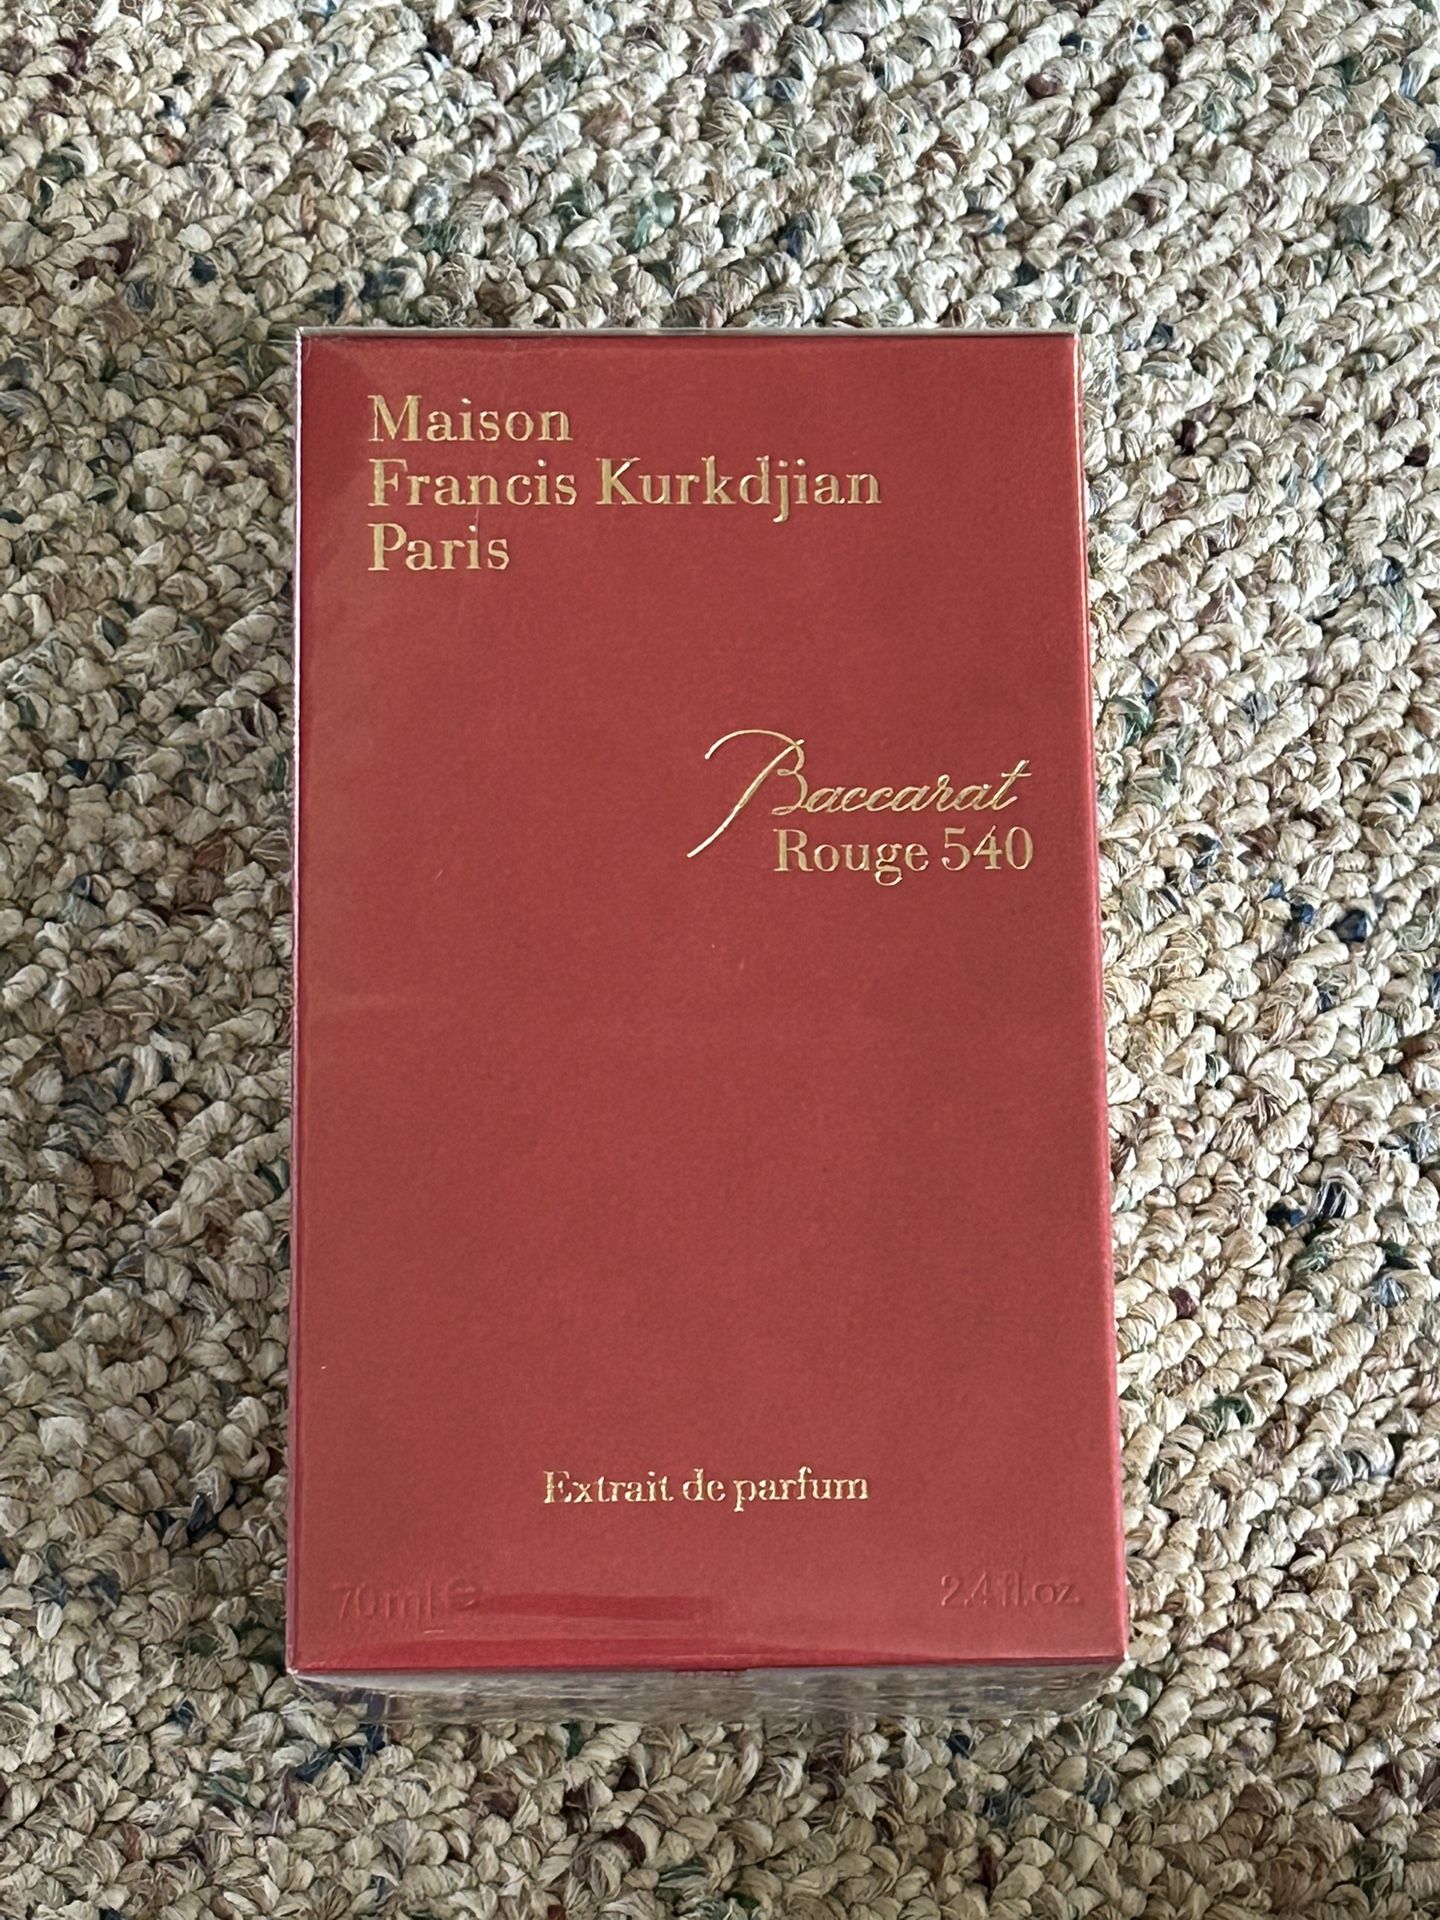 Maison
Francis Kurkdjian
Paris
Baccarat
Rouge 540
Extrait de parfum
70 ml ℮ 2.4 fl.oz.